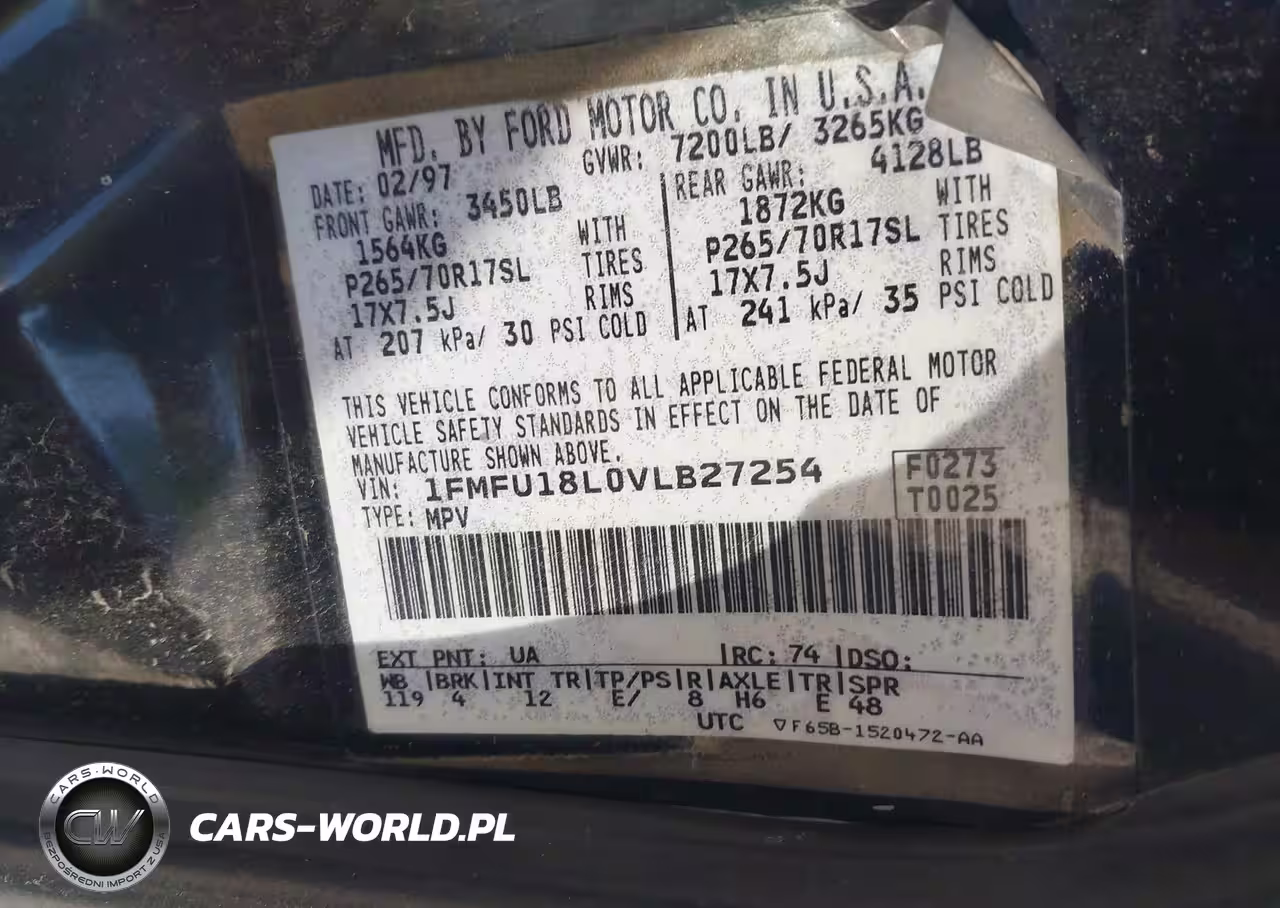 MFD. BY FORD MOTOR CO. IN U.S.A.
DATE: 02/97 GVWR: 7200LB/ 3265KG
FRONT GAWR: 3450LB REAR GAWR: 4128LB
1564KG WITH 1872KG WITH
P265/70R17SL TIRES P265/70R17SL TIRES
17X7.5J RIMS 17X7.5J RIMS
AT 207 kPa/ 30 PSI COLD AT 241 kPa/ 35 PSI COLD
THIS VEHICLE CONFORMS TO ALL APPLICABLE FEDERAL MOTOR
VEHICLE SAFETY STANDARDS IN EFFECT ON THE DATE OF
MANUFACTURE SHOWN ABOVE.
VIN: 1FMFU18L0VLB27254 F0273
TYPE: MPV T0025
EXT PNT: UA RC: 74 DSO:
WB BRK INT TR TP/PS R AXLE TR SPR
119 4 12 E/ 8 H6 E 48
UTC ▽F65B-1520472-AA
CARS-WORLD
CW
BEZPOŚREDNI IMPORT Z USA
CARS-WORLD.PL